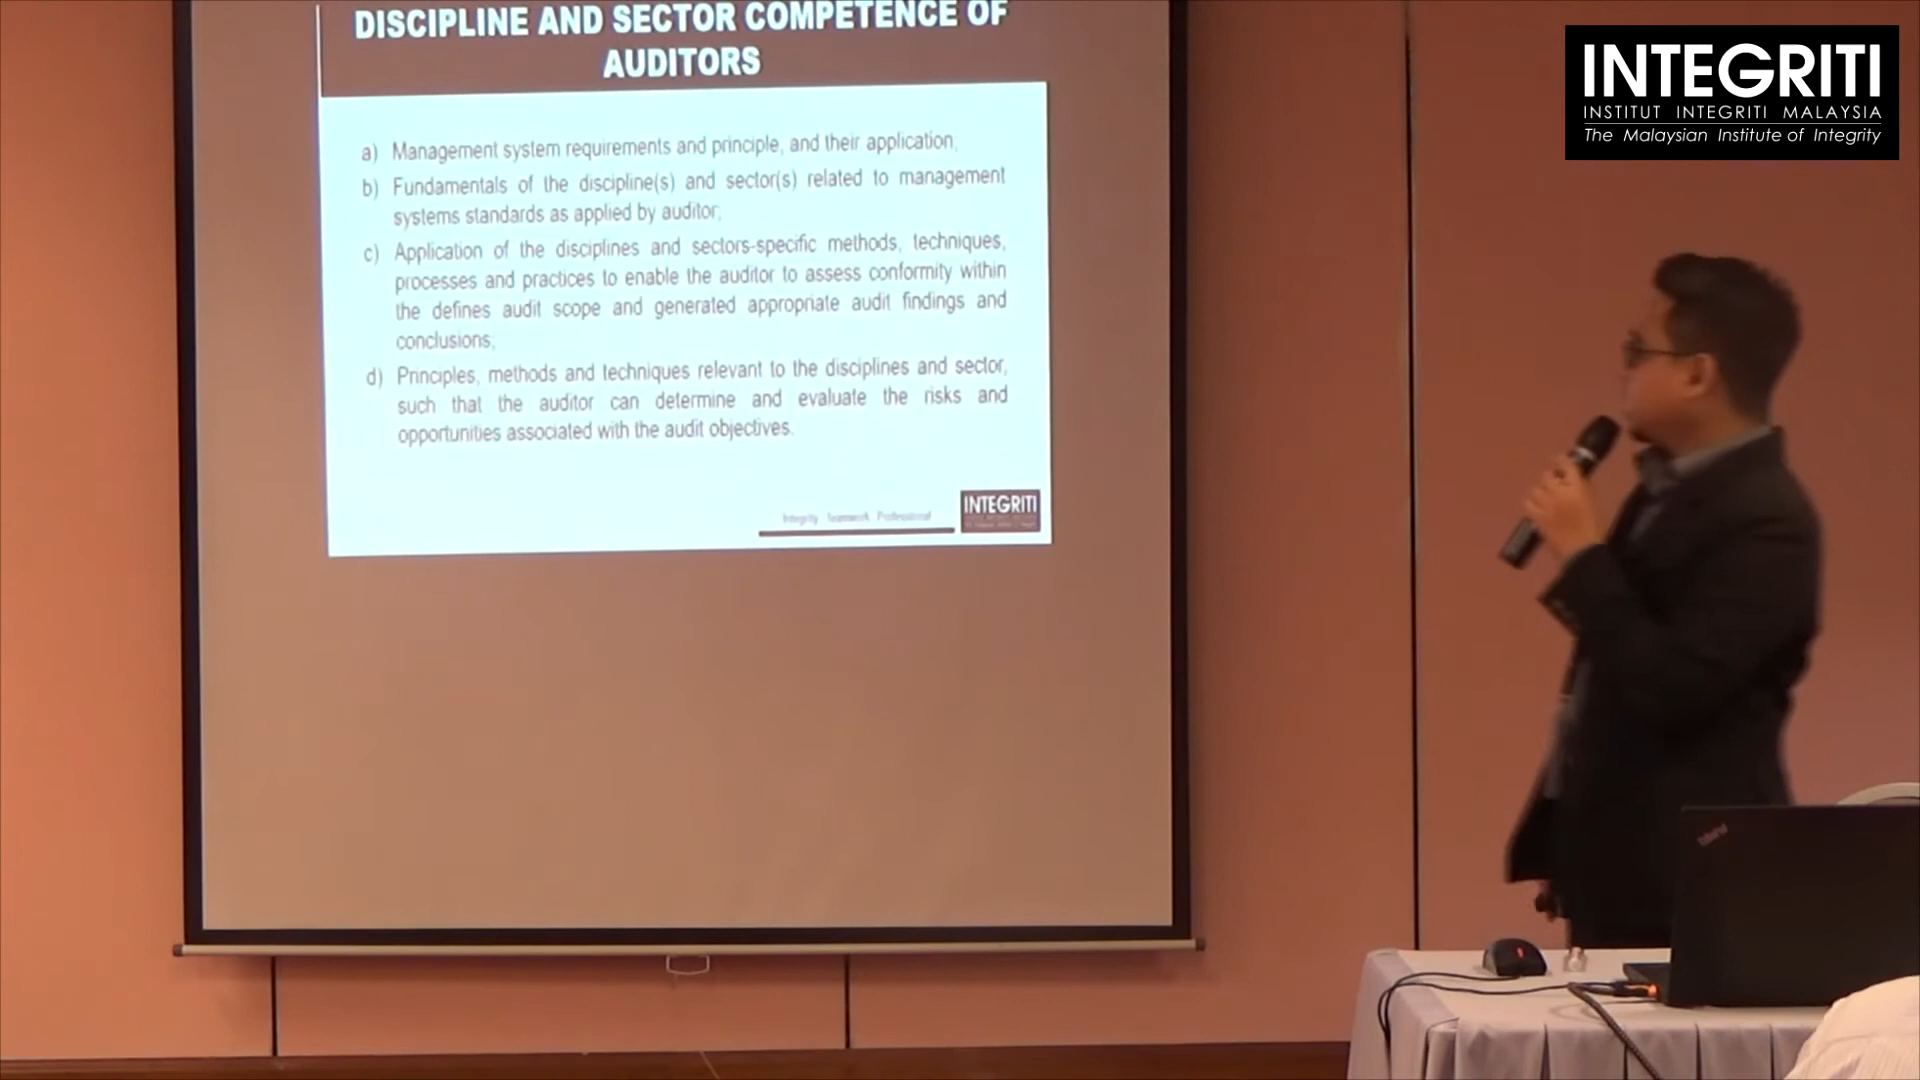 DISCIPLINE AND SECTOR COMPETENCE OF
AUDITORS
a) Management system requirements and principle, and their application;
b) Fundamentals of the discipline(s) and sector(s) related to management
systems standards as applied by auditor;
c) Application of the disciplines and sectors-specific methods, techniques,
processes and practices to enable the auditor to assess conformity within
the defines audit scope and generated appropriate audit findings and
conclusions;
d) Principles, methods and techniques relevant to the disciplines and sector,
such that the auditor can determine and evaluate the risks and
opportunities associated with the audit objectives.
Integrity Teamwork Professional
INTEGRITI
INTEGRITI
INSTITUT INTEGRITI MALAYSIA
The Malaysian Institute of Integrity
ThinkPad